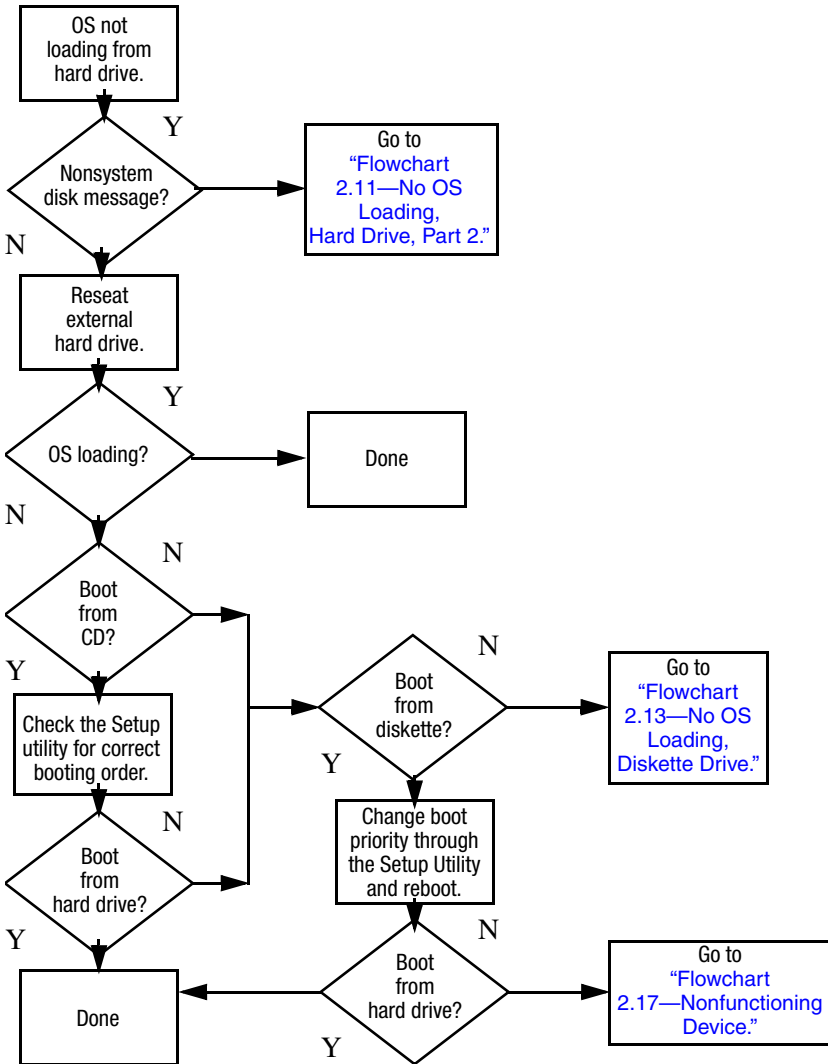 OS not
loading from
hard drive.
Y
Nonsystem
disk message?
Go to
“Flowchart
2.11—No OS
Loading,
Hard Drive, Part 2.”
N
Reseat
external
hard drive.
Y
OS loading?
Done
N
N
Boot
from
CD?
Y
N
Boot
from
diskette?
Go to
“Flowchart
2.13—No OS
Loading,
Diskette Drive.”
Check the Setup
utility for correct
booting order.
Y
N
Change boot
priority through
the Setup Utility
and reboot.
Boot
from
hard drive?
Y
N
Boot
from
hard drive?
Go to
“Flowchart
2.17—Nonfunctioning
Device.”
Done
Y